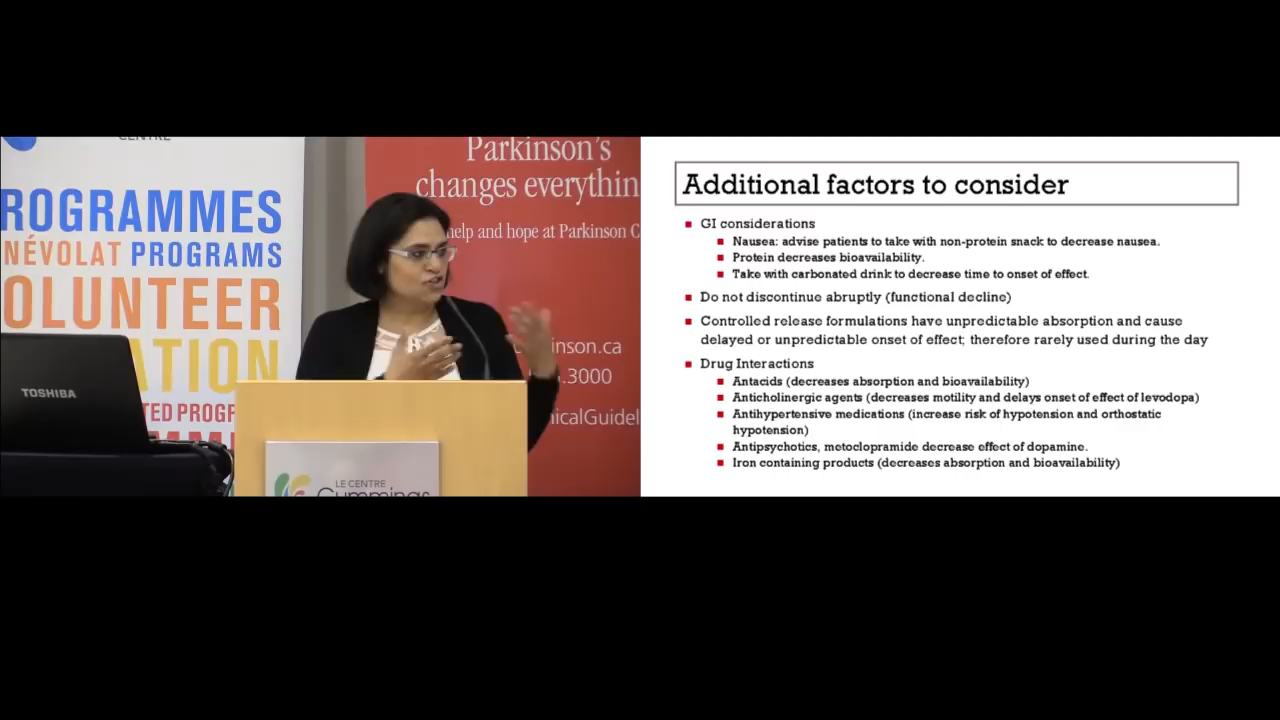 CENTRE
ROGRAMMES
NÉVOLAT PROGRAMS
OLUNTEER
ATION
TED PROGR
TOSHIBA
Parkinson's
changes everythin
help and hope at Parkinson C
inson.ca
.3000
nicalGuidel
LE CENTRE
Cummings
Additional factors to consider
GI considerations
Nausea: advise patients to take with non-protein snack to decrease nausea.
Protein decreases bioavailability.
Take with carbonated drink to decrease time to onset of effect.
Do not discontinue abruptly (functional decline)
Controlled release formulations have unpredictable absorption and cause
delayed or unpredictable onset of effect; therefore rarely used during the day
Drug Interactions
Antacids (decreases absorption and bioavailability)
Anticholinergic agents (decreases motility and delays onset of effect of levodopa)
Antihypertensive medications (increase risk of hypotension and orthostatic
hypotension)
Antipsychotics, metoclopramide decrease effect of dopamine.
Iron containing products (decreases absorption and bioavailability)